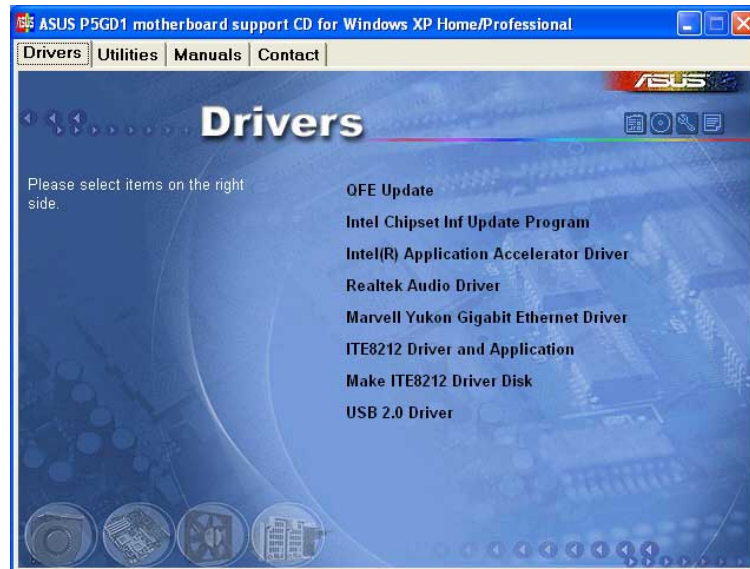 ASUS P5GD1 motherboard support CD for Windows XP Home/Professional
Drivers Utilities Manuals Contact
ASUS
Drivers
Please select items on the right
side.
QFE Update
Intel Chipset Inf Update Program
Intel(R) Application Accelerator Driver
Realtek Audio Driver
Marvell Yukon Gigabit Ethernet Driver
ITE8212 Driver and Application
Make ITE8212 Driver Disk
USB 2.0 Driver